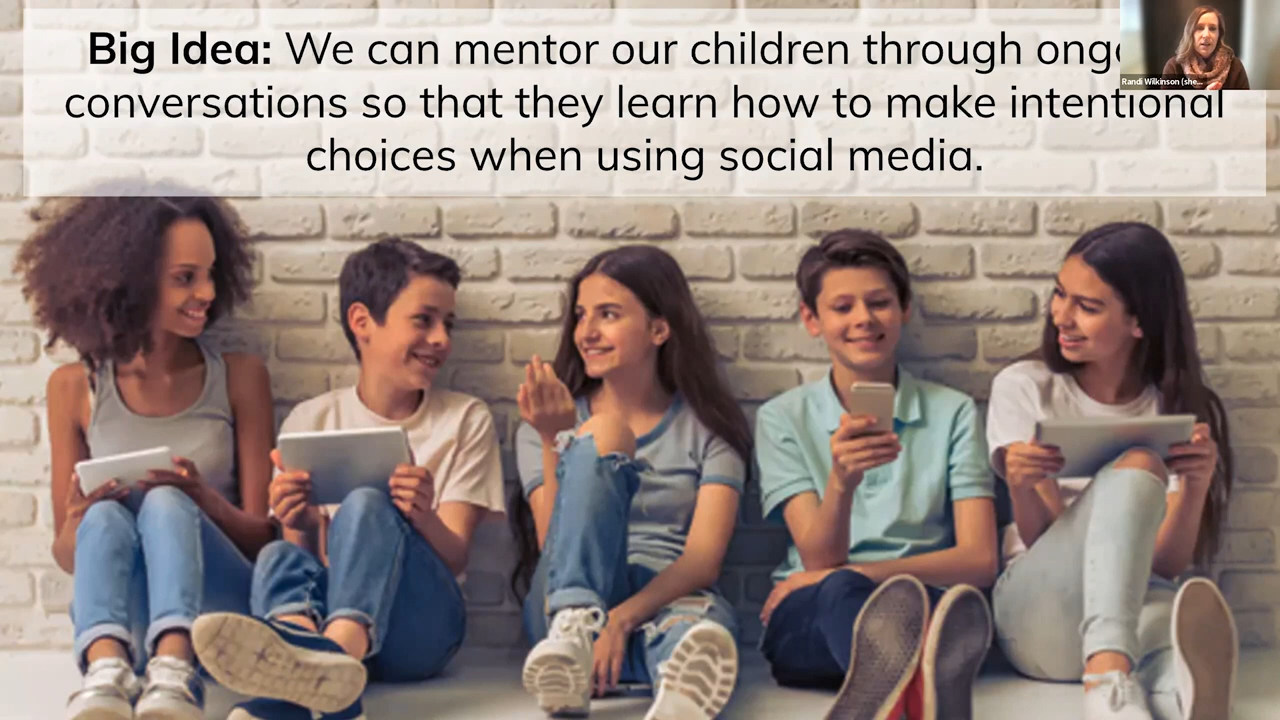 Big Idea: We can mentor our children through
conversations so that they learn how to make intentional
choices when using social media.
Randi Wilkinson (she...